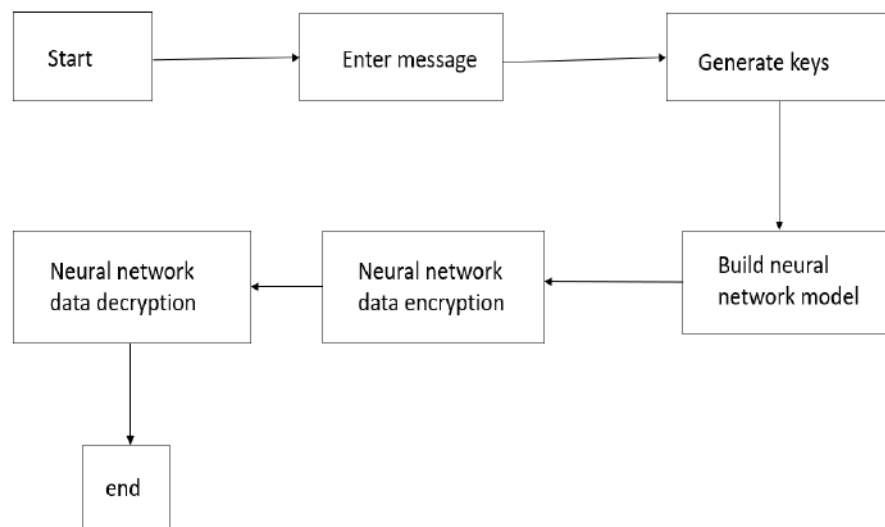 Start
Enter message
Generate keys
Build neural
network model
Neural network
data encryption
Neural network
data decryption
end